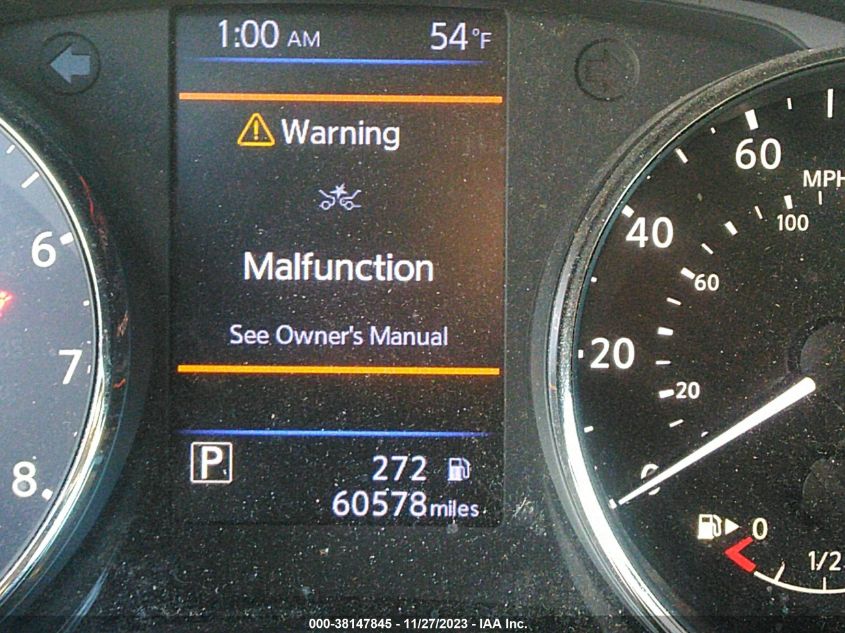 1:00 AM 54°F
Warning
Malfunction
See Owner's Manual
P 272
60578 miles
6
7
8
60
MPH
40
100
60
20
20
0
0
1/2
000-38147845 - 11/27/2023 - IAA Inc.